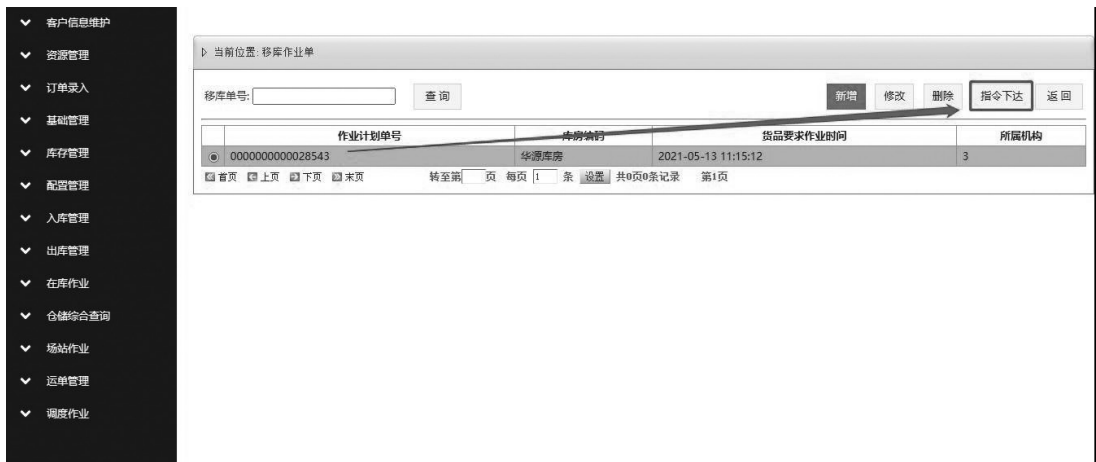 客户信息维护
资源管理
订单录入
基础管理
库存管理
配置管理
入库管理
出库管理
在库作业
仓储综合查询
场站作业
运单管理
调度作业
当前位置:移库作业单
移库单号: 查询 新增 修改 删除 指令下达 返回
作业计划单号 库房编码 货品要求作业时间 所属机构
0000000000028543 华源库房 2021-05-13 11:15:12 3
首页 上页 下页 末页 转至第 页 每页 1 条 设置 共0页0条记录 第1页